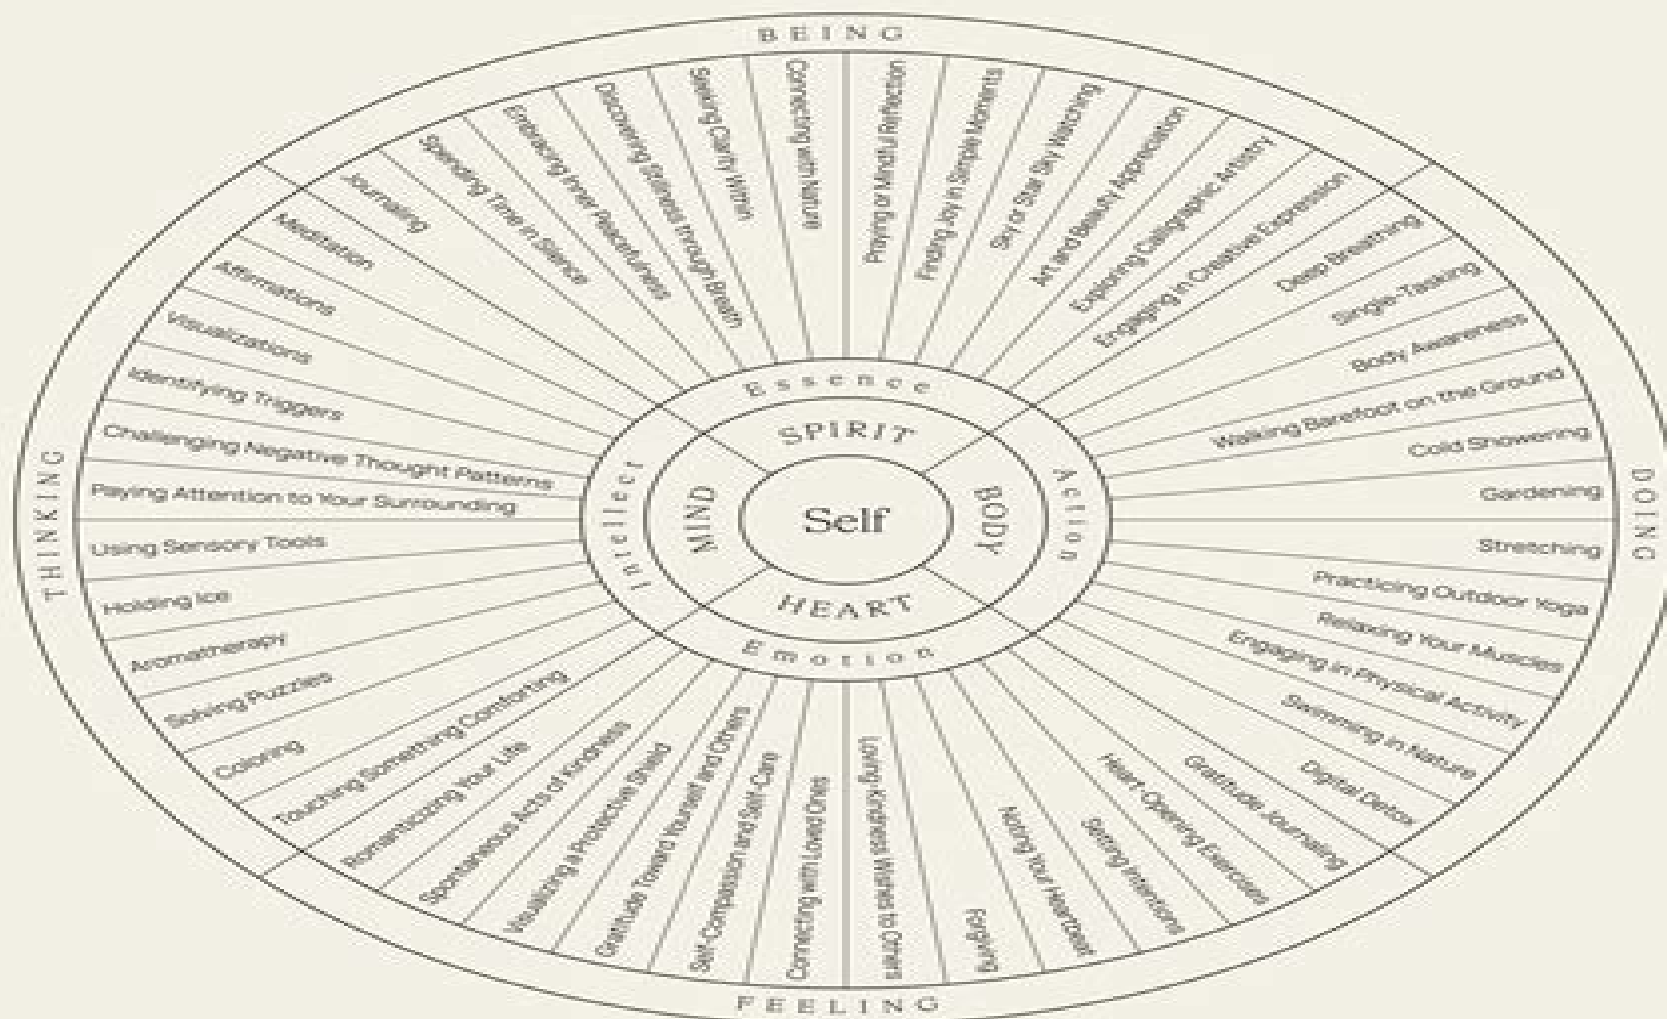 BEING
Connecting with Nature
Praying or Mindful Reflection
Finding Joy in Simple Moments
Sky or Star Sky Watching
Art and Beauty Appreciation
Exploring Calligraphic Artistry
Engaging in Creative Expression
Deep Breathing
Single-Tasking
Body Awareness
Walking Barefoot on the Ground
Cold Showering
Gardening
DOING
Stretching
Practicing Outdoor Yoga
Relaxing Your Muscles
Engaging in Physical Activity
Swimming in Nature
Digital Detox
Gratitude Journaling
Heart-Opening Exercises
Setting Intentions
Noting Your Heartbeat
Forgiving
Loving Kindness Wishes to Others
FEELING
Connecting with Loved Ones
Self-Compassion and Self-Care
Gratitude Toward Yourself and Others
Visualizing a Protective Shield
Spontaneous Acts of Kindness
Romanticizing Your Life
Touching Something Comforting
Coloring
Solving Puzzles
Aromatherapy
Holding Ice
Using Sensory Tools
THINKING
Paying Attention to Your Surrounding
Challenging Negative Thought Patterns
Identifying Triggers
Visualizations
Affirmations
Meditation
Journaling
Spending Time in Silence
Embracing Inner Peacefulness
Discovering Stillness through Breath
Seeking Clarity Within
Essence
Action
Emotion
Intellect
SPIRIT
BODY
HEART
MIND
Self